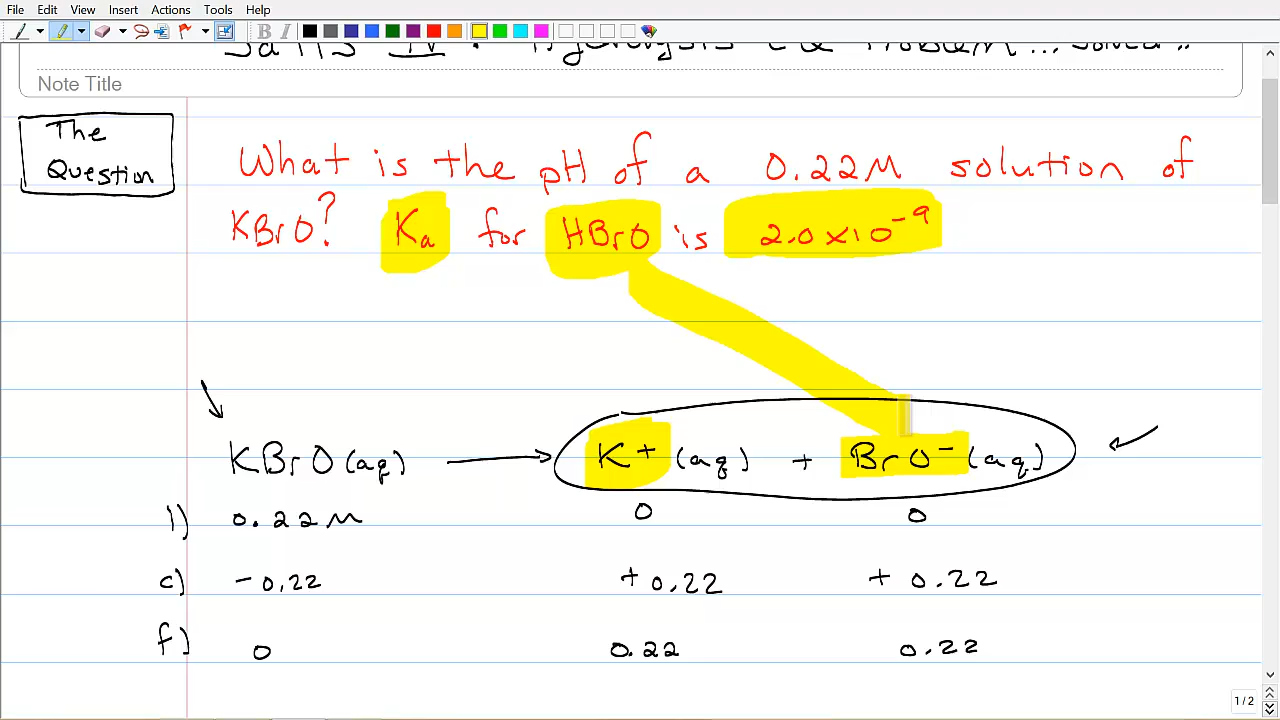 File Edit View Insert Actions Tools Help
B I
Problem... solved..
Note Title
The
Question
What is the pH of a 0.22M solution of
KBrO? Ka for HBrO is 2.0x10⁻⁹
KBrO(aq) → K⁺(aq) + BrO⁻(aq)
I) 0.22M 0 0
c) -0.22 +0.22 +0.22
f) 0 0.22 0.22
1/2